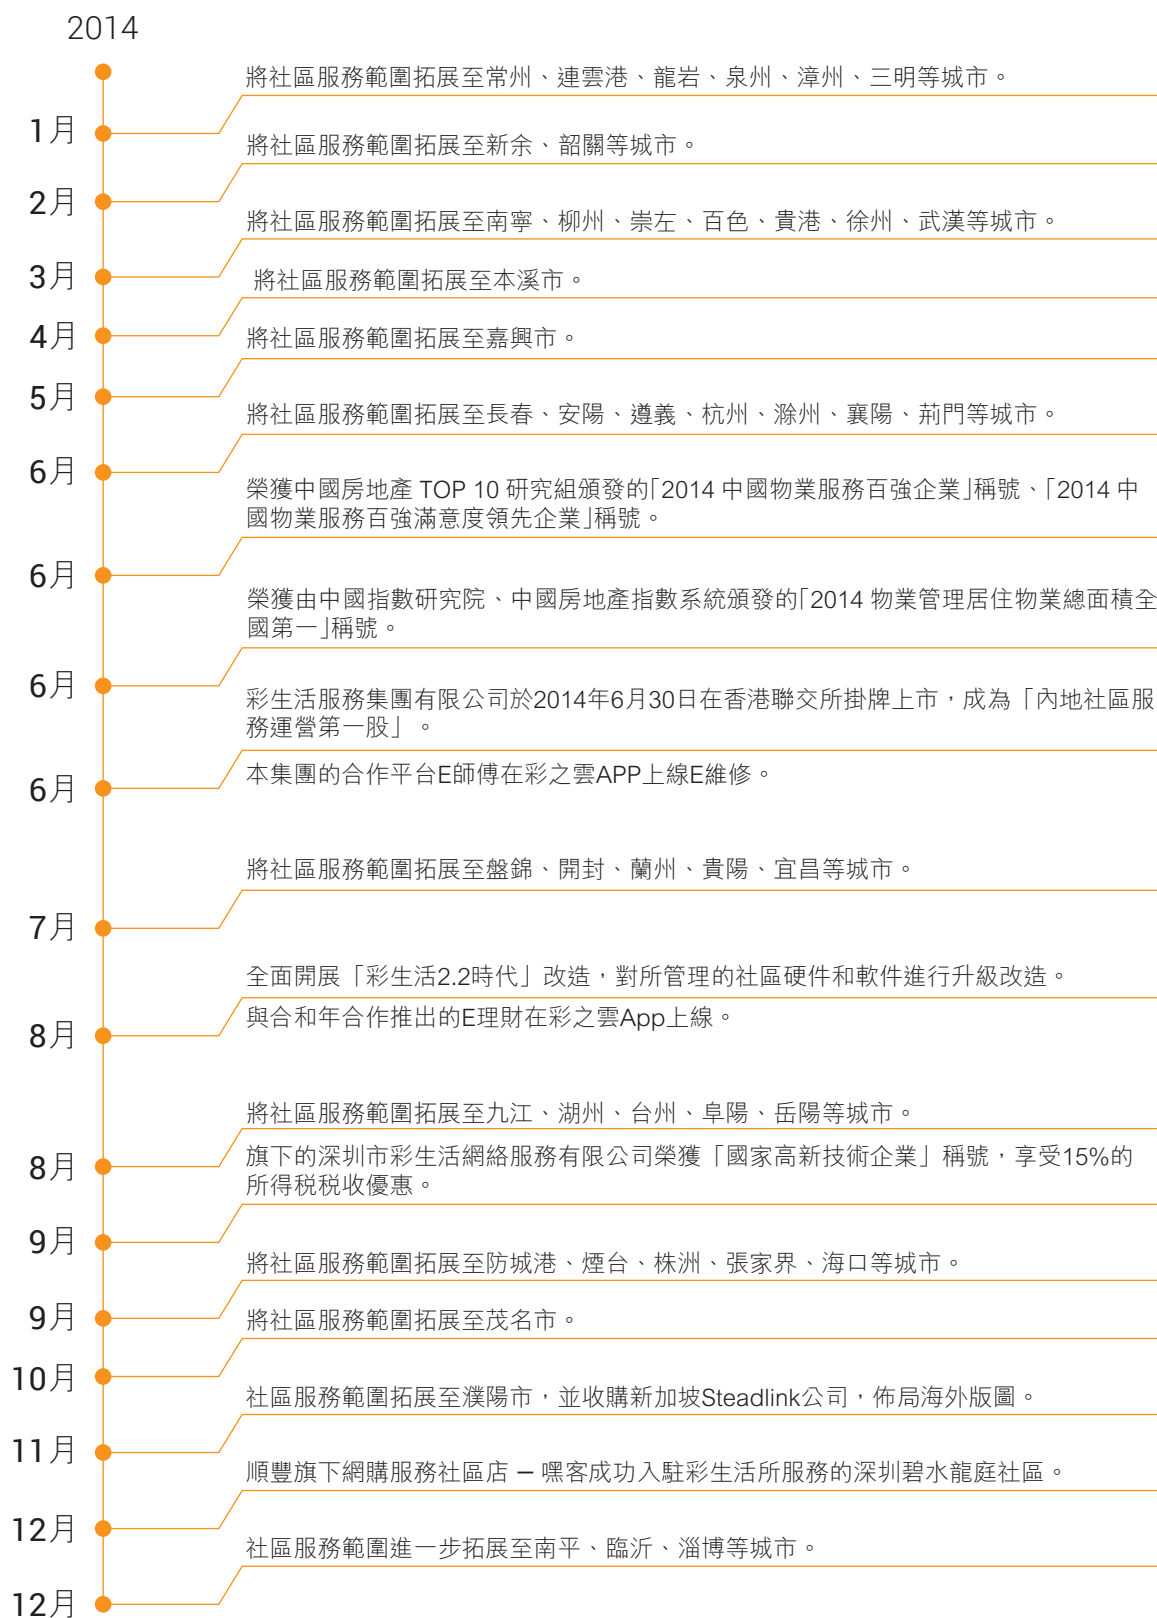 2014
將社區服務範圍拓展至常州、連雲港、龍岩、泉州、漳州、三明等城市。
1月
將社區服務範圍拓展至新余、韶關等城市。
2月
將社區服務範圍拓展至南寧、柳州、崇左、百色、貴港、徐州、武漢等城市。
3月
將社區服務範圍拓展至本溪市。
4月
將社區服務範圍拓展至嘉興市。
5月
將社區服務範圍拓展至長春、安陽、遵義、杭州、滁州、襄陽、荊門等城市。
6月
榮獲中國房地產 TOP 10 研究組頒發的「2014 中國物業服務百強企業」稱號、「2014 中
國物業服務百強滿意度領先企業」稱號。
6月
榮獲由中國指數研究院、中國房地產指數系統頒發的「2014 物業管理居住物業總面積全
國第一」稱號。
6月
彩生活服務集團有限公司於2014年6月30日在香港聯交所掛牌上市，成為「內地社區服
務運營第一股」。
6月
本集團的合作平台E師傅在彩之雲APP上線E維修。
將社區服務範圍拓展至盤錦、開封、蘭州、貴陽、宜昌等城市。
7月
全面開展「彩生活2.2時代」改造，對所管理的社區硬件和軟件進行升級改造。
8月
與合和年合作推出的E理財在彩之雲App上線。
將社區服務範圍拓展至九江、湖州、台州、阜陽、岳陽等城市。
8月
旗下的深圳市彩生活網絡服務有限公司榮獲「國家高新技術企業」稱號，享受15%的
所得稅稅收優惠。
9月
將社區服務範圍拓展至防城港、煙台、株洲、張家界、海口等城市。
9月
將社區服務範圍拓展至茂名市。
10月
社區服務範圍拓展至濮陽市，並收購新加坡Steadlink公司，佈局海外版圖。
11月
順豐旗下網購服務社區店 — 嘿客成功入駐彩生活所服務的深圳碧水龍庭社區。
12月
社區服務範圍進一步拓展至南平、臨沂、淄博等城市。
12月